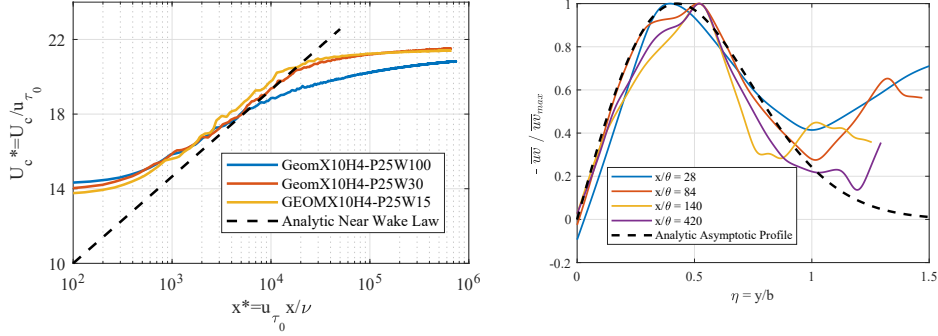 U_c*=U_c/u_τ0
22
18
14
10
GeomX10H4-P25W100
GeomX10H4-P25W30
GEOMX10H4-P25W15
Analytic Near Wake Law
10^2
10^3
10^4
10^5
10^6
x*=u_τ0 x/ν
- uv / uv_max
1
0.8
0.6
0.4
0.2
0
-0.2
x/θ = 28
x/θ = 84
x/θ = 140
x/θ = 420
Analytic Asymptotic Profile
0
0.5
1
1.5
η = y/b